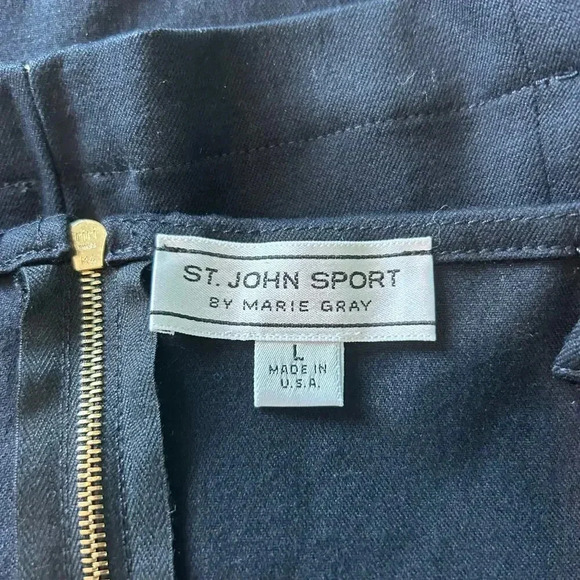 ST. JOHN SPORT
BY MARIE GRAY
L
MADE IN
U.S.A.